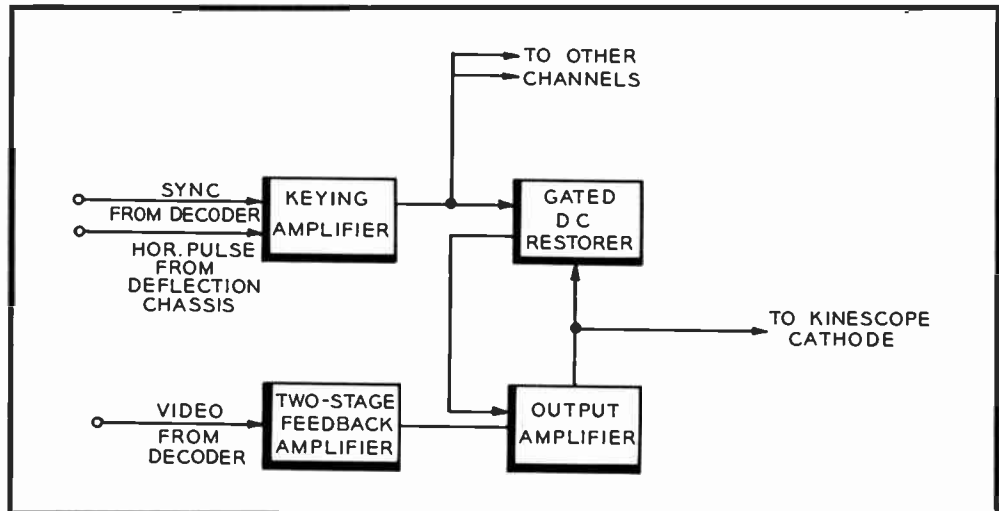 TO OTHER
CHANNELS
SYNC
FROM DECODER
HOR. PULSE
FROM
DEFLECTION
CHASSIS
KEYING
AMPLIFIER
GATED
DC
RESTORER
TO KINESCOPE
CATHODE
VIDEO
FROM
DECODER
TWO-STAGE
FEEDBACK
AMPLIFIER
OUTPUT
AMPLIFIER